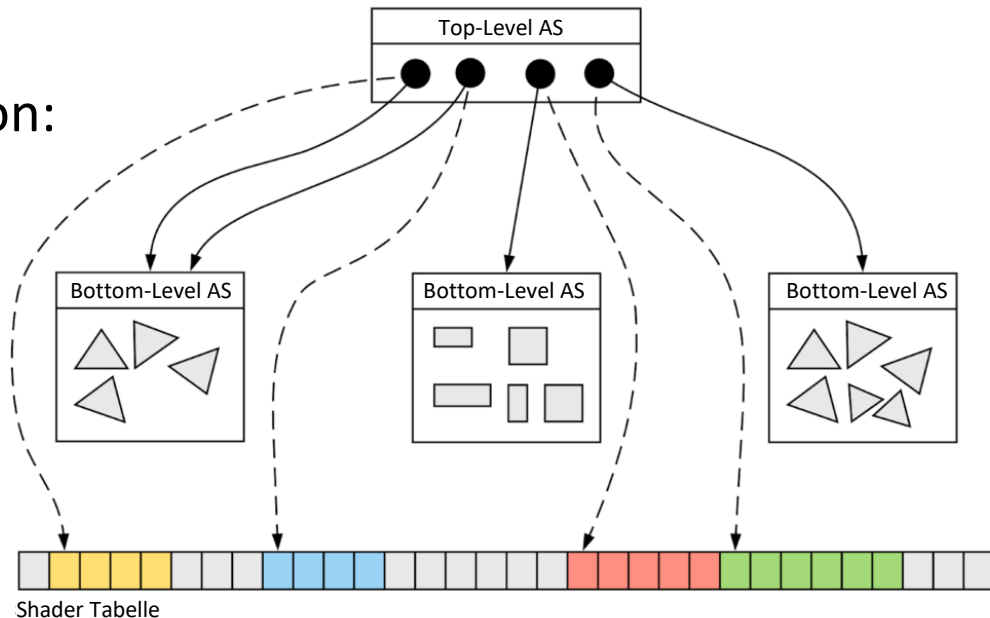 Top-Level AS
on:
Bottom-Level AS
Bottom-Level AS
Bottom-Level AS
Shader Tabelle